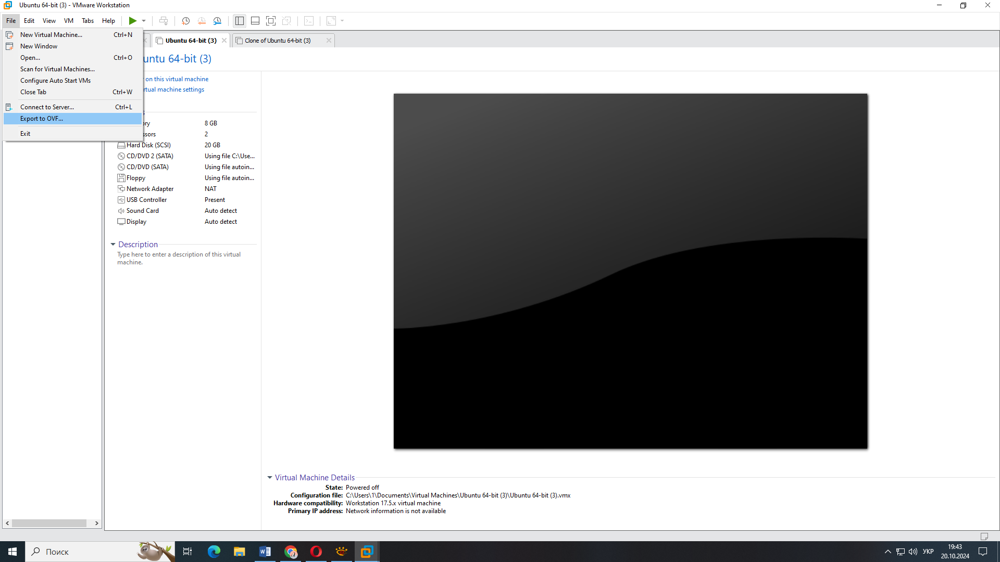 Ubuntu 64-bit (3) - VMware Workstation
File Edit View VM Tabs Help
New Virtual Machine... Ctrl+N
New Window
Open... Ctrl+O
Scan for Virtual Machines...
Configure Auto Start VMs
Close Tab Ctrl+W
Connect to Server... Ctrl+L
Export to OVF...
Exit
Ubuntu 64-bit (3)
Clone of Ubuntu 64-bit (3)
untu 64-bit (3)
on this virtual machine
rtual machine settings
s
ory 8 GB
ssors 2
Hard Disk (SCSI) 20 GB
CD/DVD 2 (SATA) Using file C:\Use...
CD/DVD (SATA) Using file autoin...
Floppy Using file autoin...
Network Adapter NAT
USB Controller Present
Sound Card Auto detect
Display Auto detect
Description
Type here to enter a description of this virtual
machine.
Virtual Machine Details
State: Powered off
Configuration file: C:\Users\1\Documents\Virtual Machines\Ubuntu 64-bit (3)\Ubuntu 64-bit (3).vmx
Hardware compatibility: Workstation 17.5.x virtual machine
Primary IP address: Network information is not available
Поиск
УКР
19:43
20.10.2024